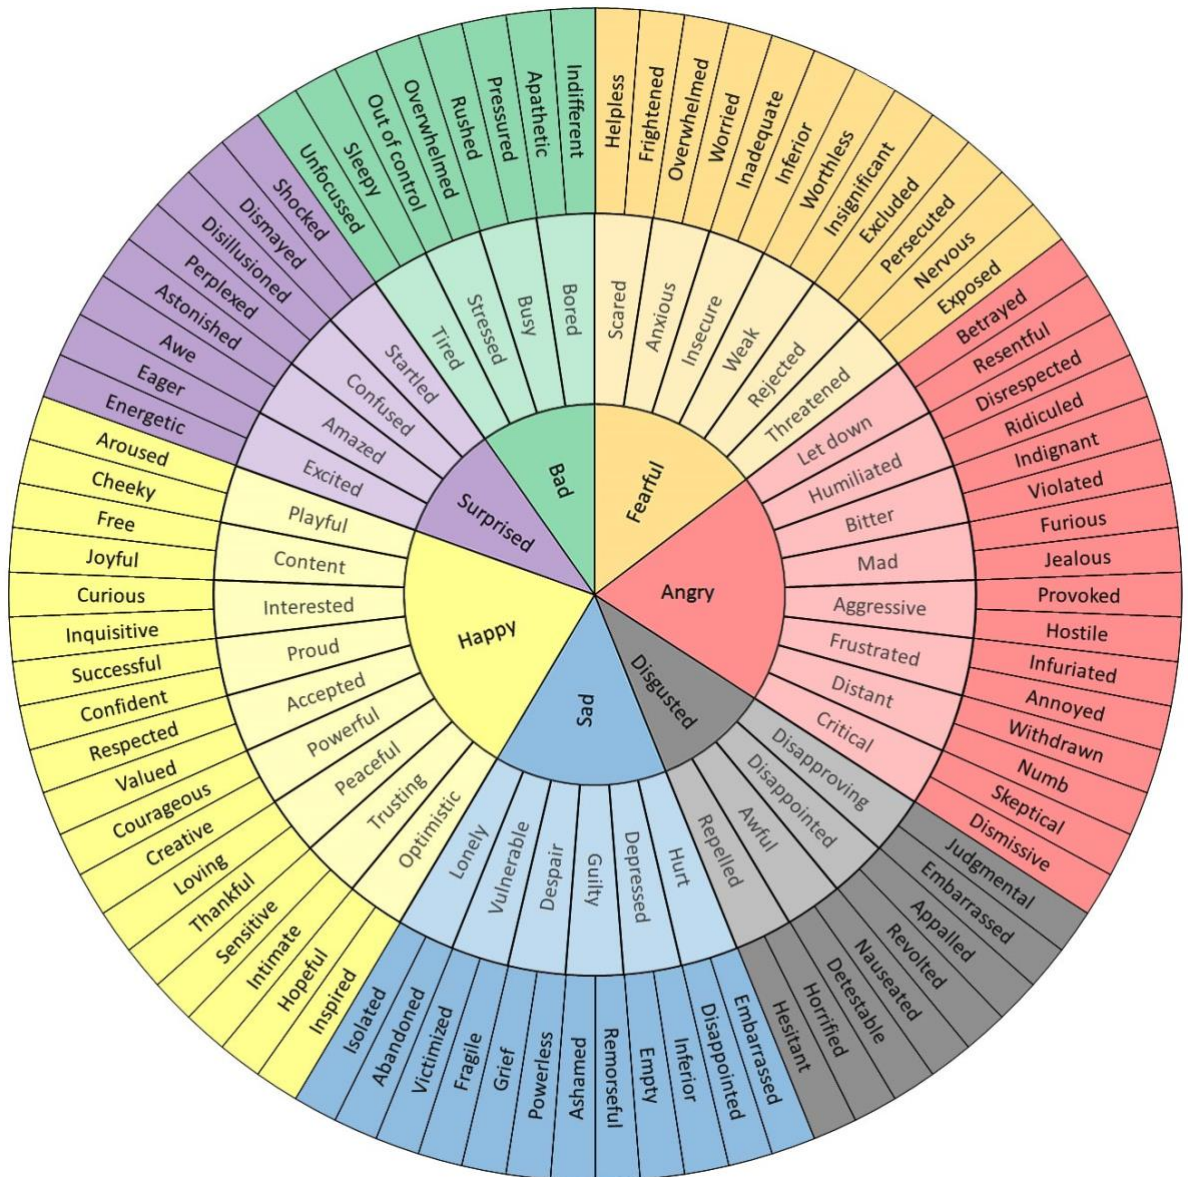 Bad
Fearful
Angry
Disgusted
Sad
Happy
Surprised
Scared
Anxious
Insecure
Weak
Rejected
Threatened
Let down
Humiliated
Bitter
Mad
Aggressive
Frustrated
Distant
Critical
Disapproving
Disappointed
Awful
Repelled
Hurt
Depressed
Guilty
Despair
Vulnerable
Lonely
Optimistic
Trusting
Peaceful
Powerful
Accepted
Proud
Interested
Content
Playful
Excited
Amazed
Confused
Startled
Tired
Stressed
Busy
Bored
Helpless
Frightened
Overwhelmed
Worried
Inadequate
Inferior
Worthless
Insignificant
Excluded
Persecuted
Nervous
Exposed
Betrayed
Resentful
Disrespected
Ridiculed
Indignant
Violated
Furious
Jealous
Provoked
Hostile
Infuriated
Annoyed
Withdrawn
Numb
Skeptical
Dismissive
Judgmental
Embarrassed
Appalled
Revolted
Nauseated
Detestable
Horrified
Hesitant
Embarrassed
Disappointed
Inferior
Empty
Remorseful
Ashamed
Powerless
Grief
Fragile
Victimized
Abandoned
Isolated
Inspired
Hopeful
Intimate
Sensitive
Thankful
Loving
Creative
Courageous
Valued
Respected
Confident
Successful
Inquisitive
Curious
Joyful
Free
Cheeky
Aroused
Energetic
Eager
Awe
Astonished
Perplexed
Disillusioned
Dismayed
Shocked
Unfocussed
Sleepy
Out of control
Overwhelmed
Rushed
Pressured
Apathetic
Indifferent